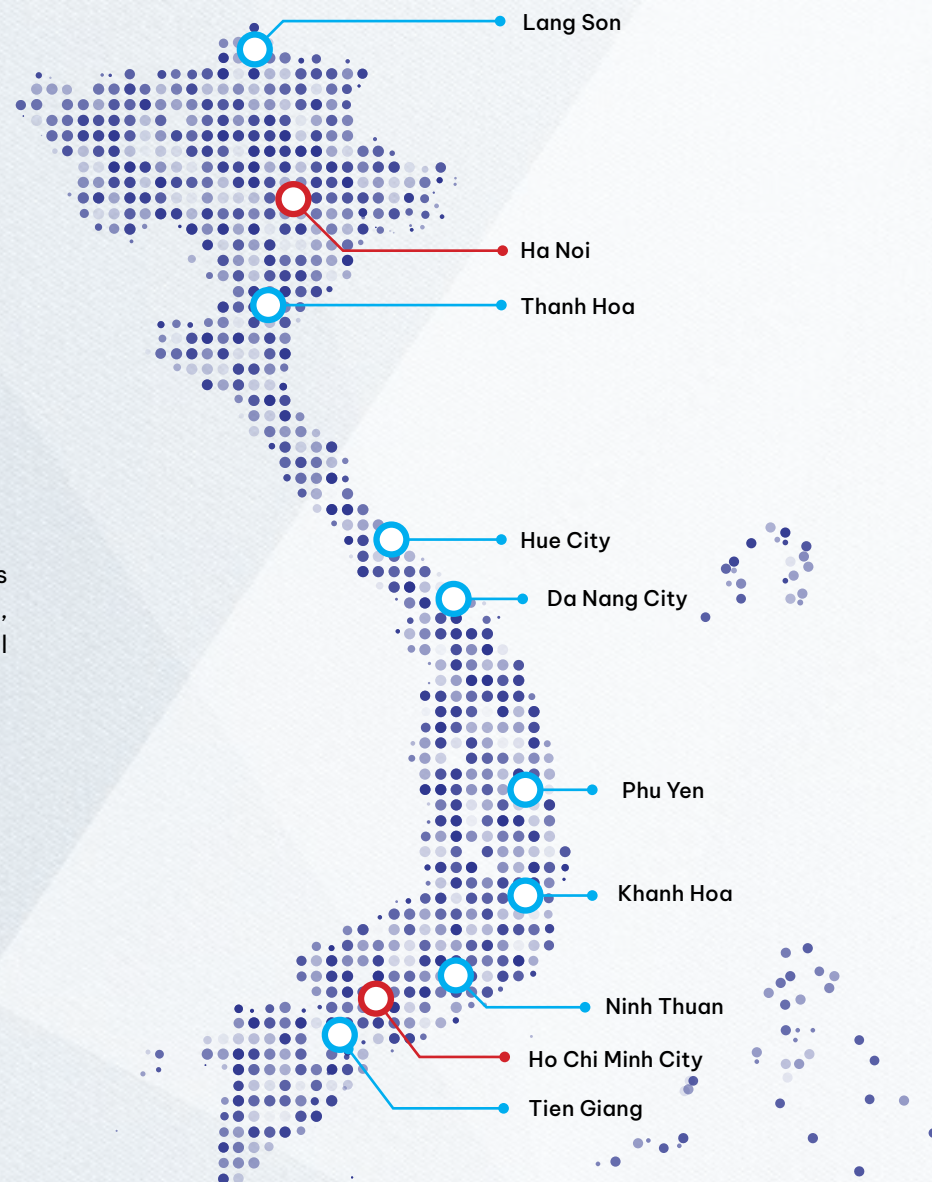 Lang Son
Ha Noi
Thanh Hoa
Hue City
s
Da Nang City
,
l
Phu Yen
Khanh Hoa
Ninh Thuan
Ho Chi Minh City
Tien Giang